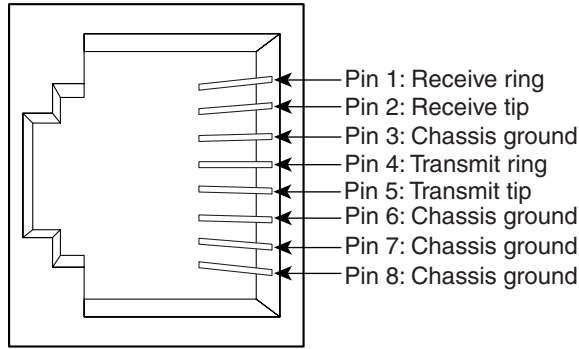 Pin 1: Receive ring
Pin 2: Receive tip
Pin 3: Chassis ground
Pin 4: Transmit ring
Pin 5: Transmit tip
Pin 6: Chassis ground
Pin 7: Chassis ground
Pin 8: Chassis ground